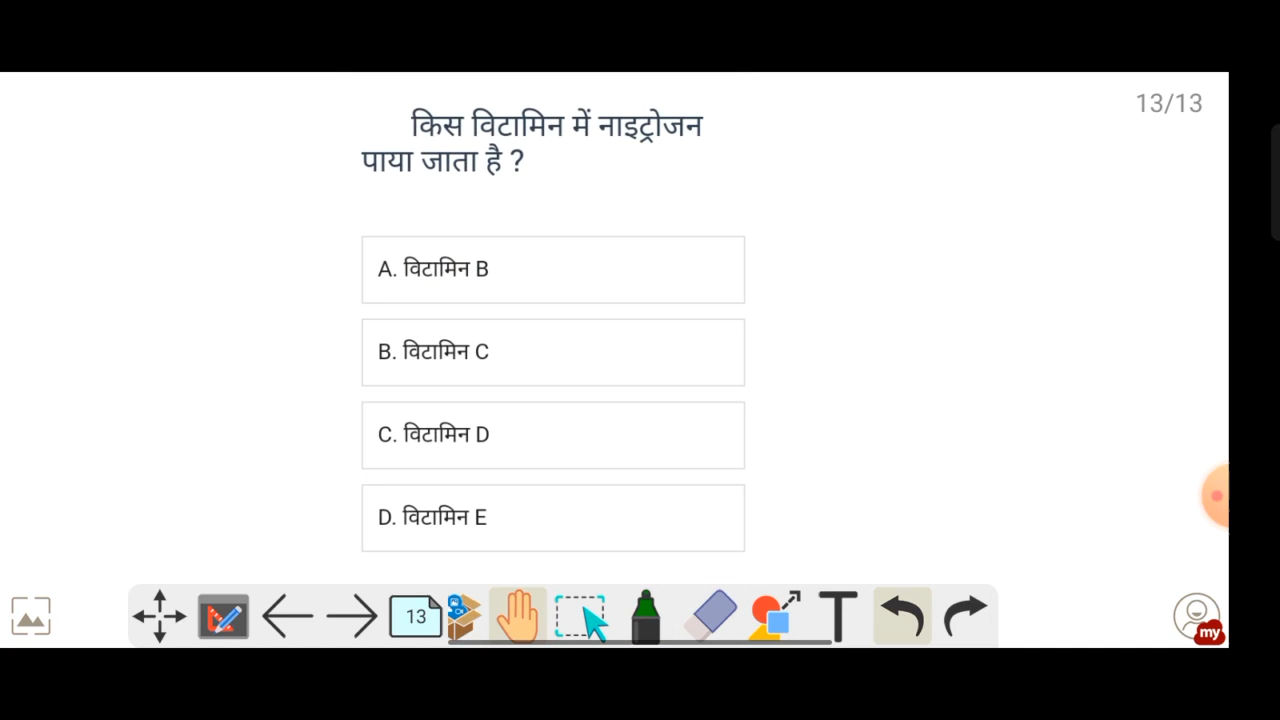 13/13
किस विटामिन में नाइट्रोजन
पाया जाता है ?
A. विटामिन B
B. विटामिन C
C. विटामिन D
D. विटामिन E
13
T
my